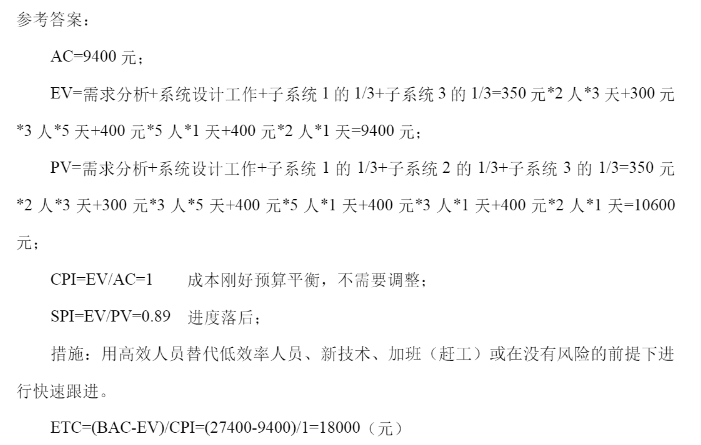 参考答案：
AC=9400 元；
EV=需求分析+系统设计工作+子系统 1 的 1/3+子系统 3 的 1/3=350 元*2 人*3 天+300 元
*3 人*5 天+400 元*5 人*1 天+400 元*2 人*1 天=9400 元；
PV=需求分析+系统设计工作+子系统 1 的 1/3+子系统 2 的 1/3+子系统 3 的 1/3=350 元
*2 人*3 天+300 元*3 人*5 天+400 元*5 人*1 天+400 元*3 人*1 天+400 元*2 人*1 天=10600
元；
CPI=EV/AC=1 成本刚好预算平衡，不需要调整；
SPI=EV/PV=0.89 进度落后；
措施：用高效人员替代低效率人员、新技术、加班（赶工）或在没有风险的前提下进
行快速跟进。
ETC=(BAC-EV)/CPI=(27400-9400)/1=18000（元）